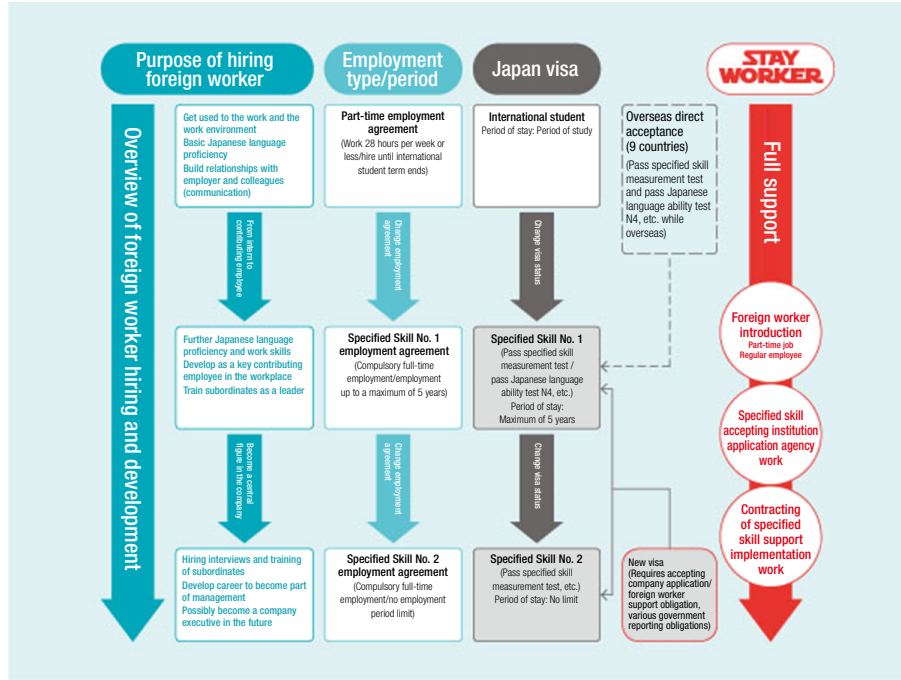 Purpose of hiring
foreign worker
Employment
type/period
Japan visa
STAY
WORKER
Overview of foreign worker hiring and development
Get used to the work and the
work environment
Basic Japanese language
proficiency
Build relationships with
employer and colleagues
(communication)
Part-time employment
agreement
(Work 28 hours per week or
less/hire until international
student term ends)
International student
Period of stay: Period of study
Overseas direct
acceptance
(9 countries)
(Pass specified skill
measurement test
and pass Japanese
language ability test
N4, etc. while
overseas)
Full support
From intern to
contributing employee
Change employment
agreement
Change visa status
Further Japanese language
proficiency and work skills
Develop as a key contributing
employee in the workplace
Train subordinates as a leader
Specified Skill No. 1
employment agreement
(Compulsory full-time
employment/employment
up to a maximum of 5 years)
Specified Skill No. 1
(Pass specified skill
measurement test /
pass Japanese language
ability test N4, etc.)
Period of stay:
Maximum of 5 years
Foreign worker
introduction
Part-time job
Regular employee
Specified skill
accepting institution
application agency
work
Become a central
figure in the company
Change employment
agreement
Change visa status
Hiring interviews and training
of subordinates
Develop career to become part
of management
Possibly become a company
executive in the future
Specified Skill No. 2
employment agreement
(Compulsory full-time
employment/no employment
period limit)
Specified Skill No. 2
(Pass specified skill
measurement test, etc.)
Period of stay: No limit
New visa
(Requires accepting
company application/
foreign worker
support obligation,
various government
reporting obligations)
Contracting
of specified
skill support
implementation
work